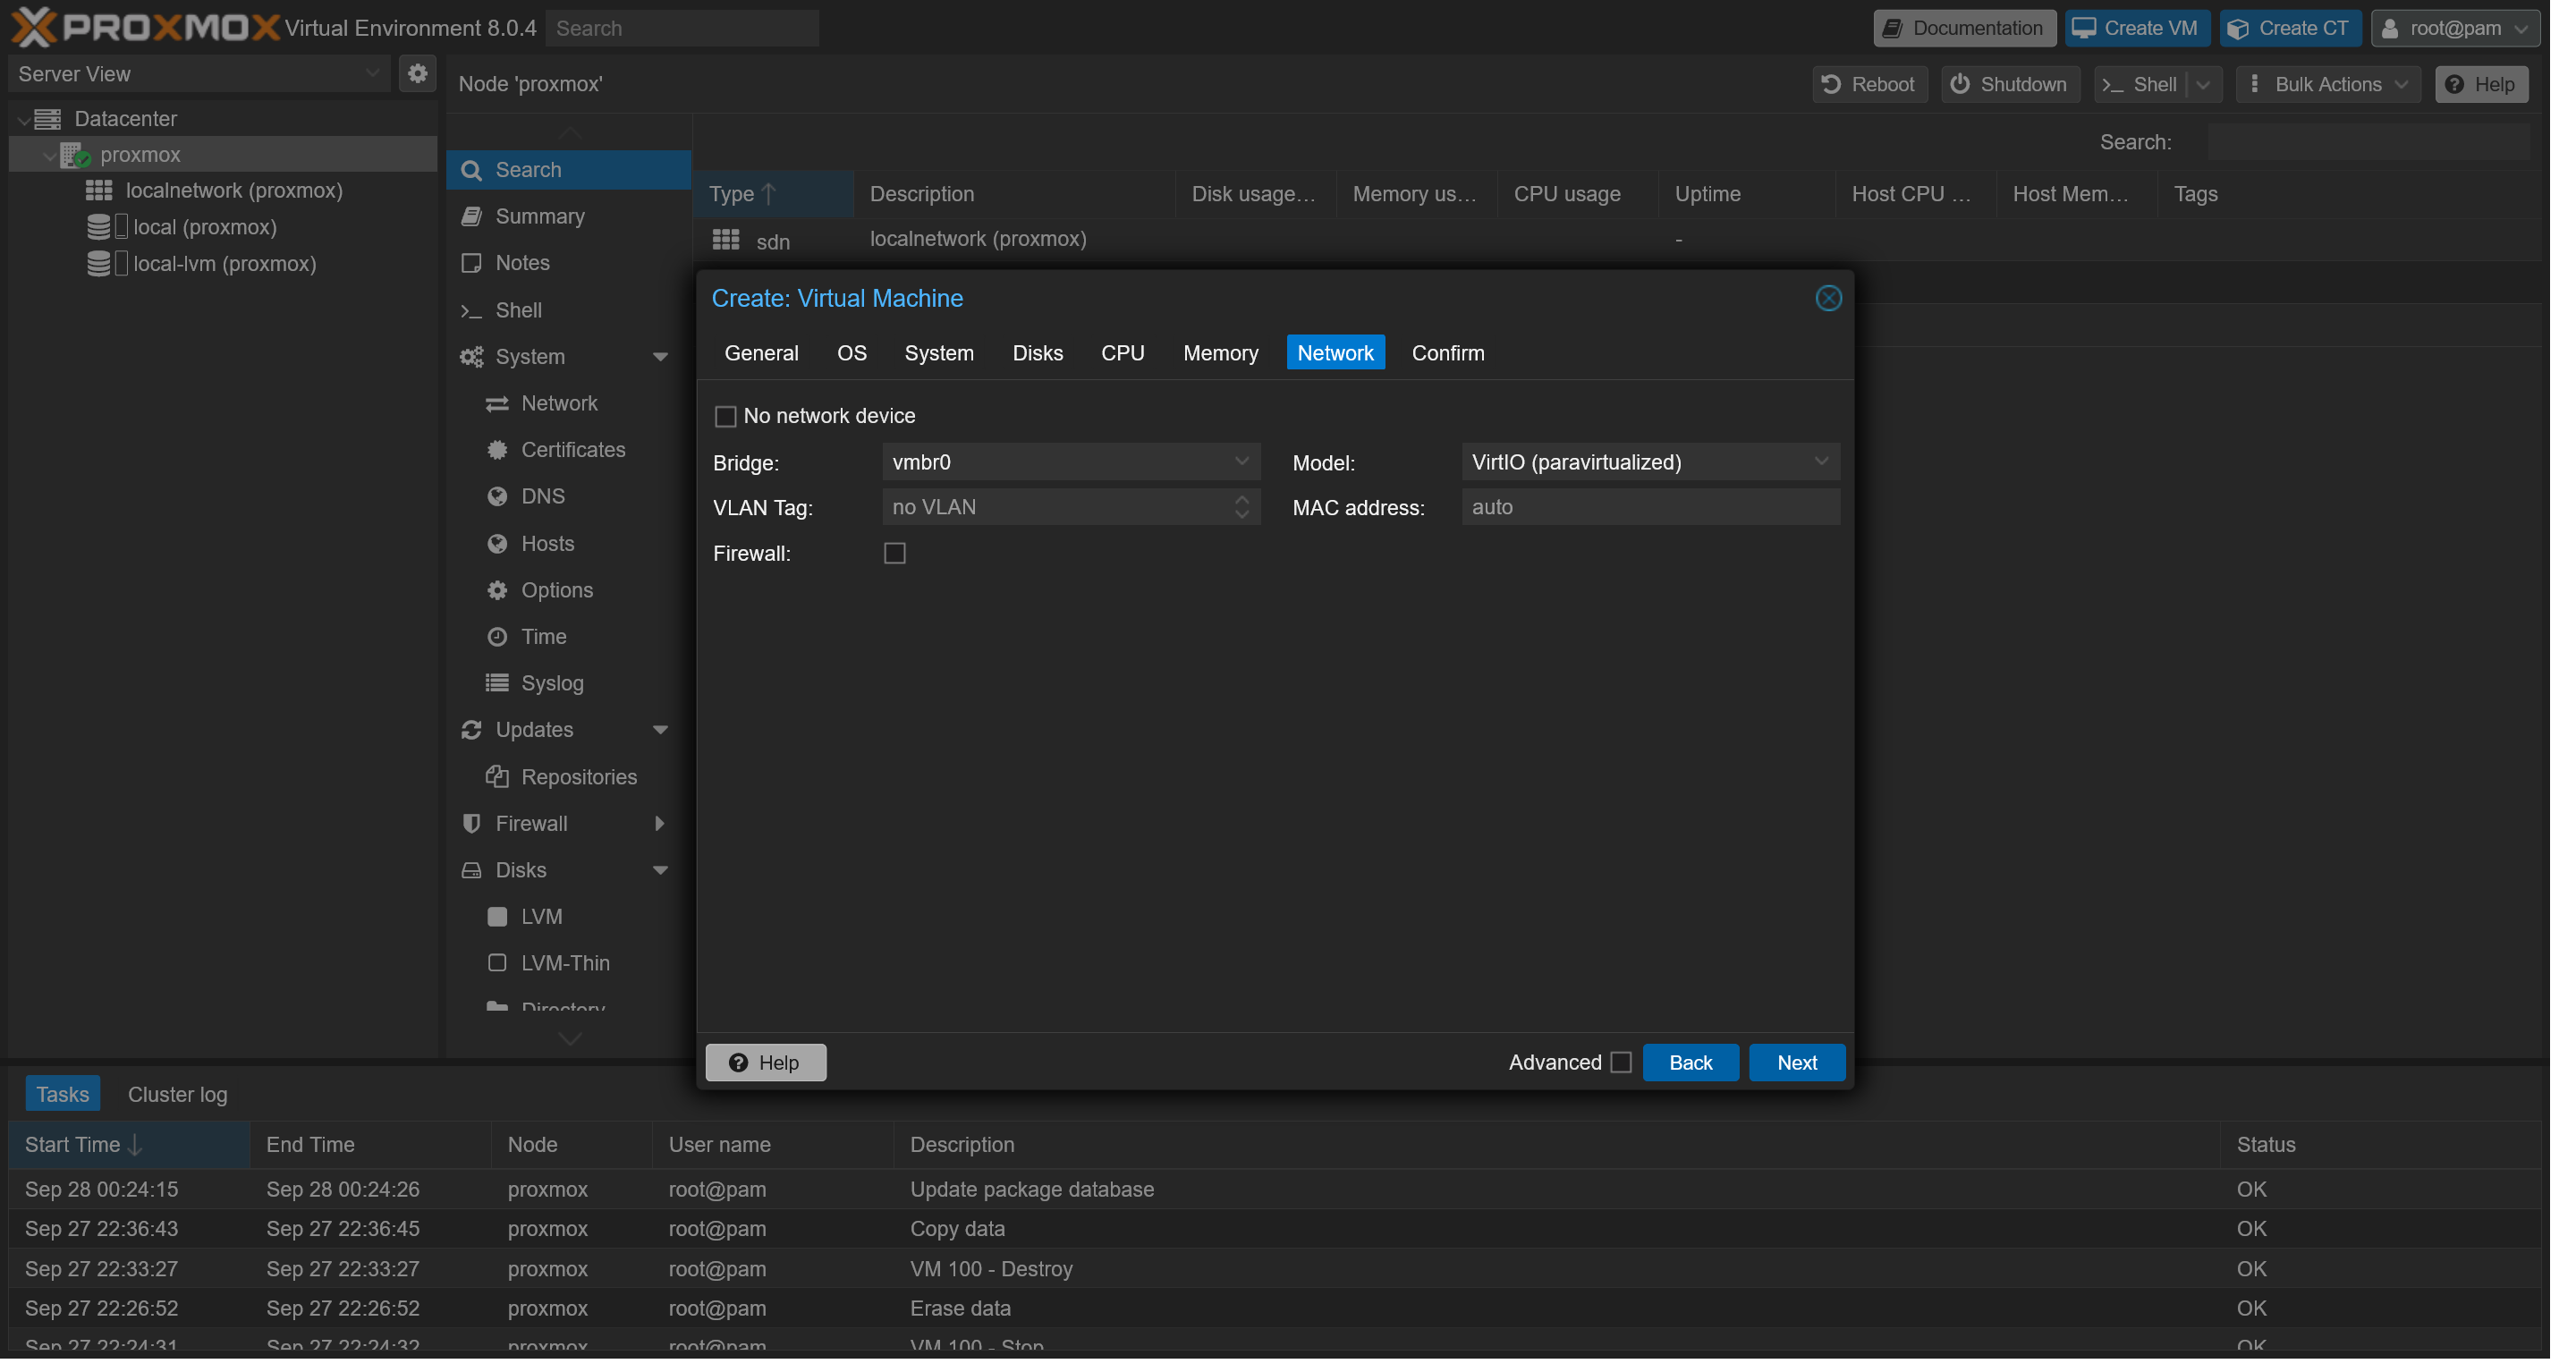 PROXMOX Virtual Environment 8.0.4 Search Documentation Create VM Create CT root@pam
Server View
Node 'proxmox' Reboot Shutdown Shell Bulk Actions Help
Datacenter
proxmox
localnetwork (proxmox)
local (proxmox)
local-lvm (proxmox)
Search
Summary
Notes
Shell
System
Network
Certificates
DNS
Hosts
Options
Time
Syslog
Updates
Repositories
Firewall
Disks
LVM
LVM-Thin
Directory
Search:
Type Description Disk usage... Memory us... CPU usage Uptime Host CPU ... Host Mem... Tags
sdn localnetwork (proxmox) -
Create: Virtual Machine
General OS System Disks CPU Memory Network Confirm
No network device
Bridge: vmbr0 Model: VirtIO (paravirtualized)
VLAN Tag: no VLAN MAC address: auto
Firewall:
Help Advanced Back Next
Tasks Cluster log
Start Time End Time Node User name Description Status
Sep 28 00:24:15 Sep 28 00:24:26 proxmox root@pam Update package database OK
Sep 27 22:36:43 Sep 27 22:36:45 proxmox root@pam Copy data OK
Sep 27 22:33:27 Sep 27 22:33:27 proxmox root@pam VM 100 - Destroy OK
Sep 27 22:26:52 Sep 27 22:26:52 proxmox root@pam Erase data OK
Sep 27 22:24:31 Sep 27 22:24:32 proxmox root@pam VM 100 - Stop OK